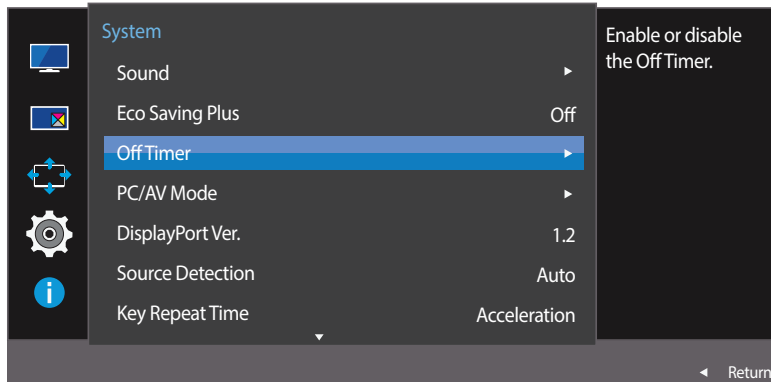 System
Sound
Eco Saving Plus Off
Off Timer
PC/AV Mode
DisplayPort Ver. 1.2
Source Detection Auto
Key Repeat Time Acceleration
Enable or disable
the Off Timer.
Return